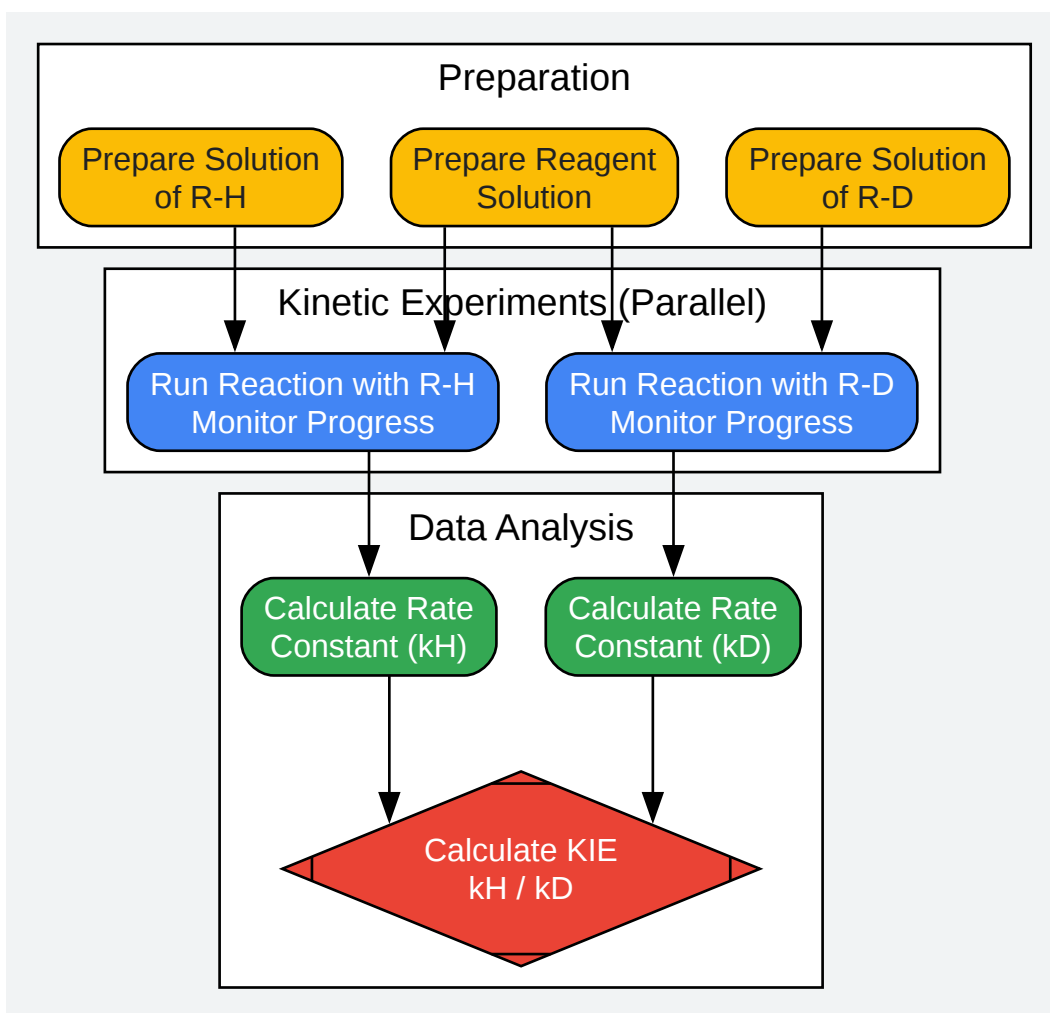 Preparation
Prepare Solution
of R-H
Prepare Reagent
Solution
Prepare Solution
of R-D
Kinetic Experiments (Parallel)
Run Reaction with R-H
Monitor Progress
Run Reaction with R-D
Monitor Progress
Data Analysis
Calculate Rate
Constant (kH)
Calculate Rate
Constant (kD)
Calculate KIE
kH / kD